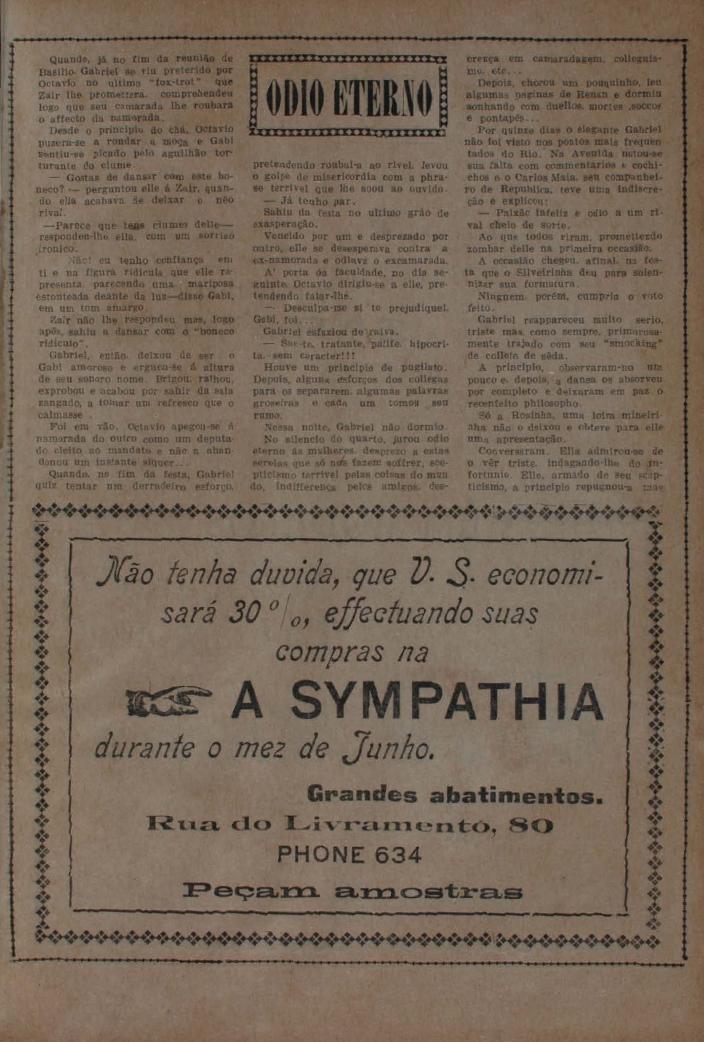 ODIO ETERNO
Quando, já no fim da reunião de
Basilio Gabriel se viu preterido por
Octavio no ultimo "fox-trot" que
Zair lhe promettera, comprehendeu
logo que seu camarada lhe roubára
o affecto da namorada.
Desde o principio do chá, Octavio
puzera-se a rondar a moça e Gabi
sentiu-se picado pelo aguilhão tor-
turante do ciume.
— Gostas de dansar com este bo-
neco? — perguntou elle á Zair, quan-
do ella acabava de deixar o néo
rival.
—Parece que tens ciumes delle—
respondeu-lhe ella, com um sorriso
ironico.
Não! eu tenho confiança em
ti e na figura ridicula que elle ra-
presenta parecendo uma mariposa
estonteada deante da luz—disse Gabi,
em um tom amargo.
Zair não lhe respondeu mas, logo
após, sahiu a dansar com o "boneco
ridiculo".
Gabriel, então, deixou de ser o
Gabi amoroso e ergueu-se á altura
de seu sonoro nome. Brigou, ralhou,
exprobou e acabou por sahir da sala
zangado, a tomar um refresco que o
calmasse.
Foi em vão. Octavio apegou-se á
namorada do outro como um deputa-
do eleito ao mandato e não a aban-
donou um instante siquer...
Quando, no fim da festa, Gabriel
quiz tentar um derradeiro esforço,
pretendendo roubal-a ao rival, levou
o golpe de misericordia com a phra-
se terrivel que lhe soou ao ouvido.
— Já tenho par.
Sahiu da festa no ultimo gráo de
exasperação.
Vencido por um e desprezado por
outro, elle se desesperava contra a
ex-namorada e odiava o excamarada.
A' porta da faculdade, no dia se-
guinte, Octavio dirigiu-se a elle, pre-
tendendo falar-lhe.
— Desculpa-me si te prejudiquei,
Gabi, foi...
Gabriel esfaziou de raiva.
— Sae-te, tratante, patife, hipocri-
ta, sem caracter!!!
Houve um principio de pugilato.
Depois, alguns esforços dos collegas
para os separarem, algumas palavras
groseiras e cada um tomou seu
rumo.
Nessa noite, Gabriel não dormio.
No silencio do quarto, jurou odio
eterno ás mulheres, desprezo a estas
sereias que só nos fazem soffrer, sce-
pticismo terrivel pelas coisas do mun
do, indifferença pelos amigos, des-
crença em camaradagem, colleguis-
mo, etc...
Depois, chorou um pouquinho, leu
algumas paginas de Renan e dormiu
sonhando com duellos, mortes, soccos
e pontapés...
Por quinze dias o elegante Gabriel
não foi visto nos pontos mais frequen
tados do Rio. Na Avenida notou-se
sua falta com commentarios e cochi-
chos e o Carlos Maia, seu companhei-
ro de Republica, teve uma indiscre-
ção e explicou:
— Paixão infeliz e odio a um ri-
val cheio de sorte.
Ao que todos riram, promettendo
zombar delle na primeira occasião.
A occasião chegou, afinal, na fes-
ta que o Silveirinha deu para solen-
nizar sua formatura.
Ninguem, porém, cumpriu o voto
feito.
Gabriel reappareceu muito serio,
triste mas, como sempre, primorosa-
mente trajado com seu "smocking"
de collete de sêda.
A principio, observaram-no um
pouco e, depois, a dansa os absorveu
por completo e deixaram em paz o
recenfeito philosopho.
Só a Rosinha, uma loira mineiri-
nha não o deixou e obteve para elle
uma apresentação.
Conversaram. Ella admirou-se de
o vêr triste, indagando-lhe do in-
fortunio. Elle, armado de seu scep-
ticismo, a principio repugnou-a mas
Não tenha duvida, que V. S. economi-
sará 30 %, effectuando suas
compras na
A SYMPATHIA
durante o mez de Junho.
Grandes abatimentos.
Rua do Livramento, 80
PHONE 634
Peçam amostras